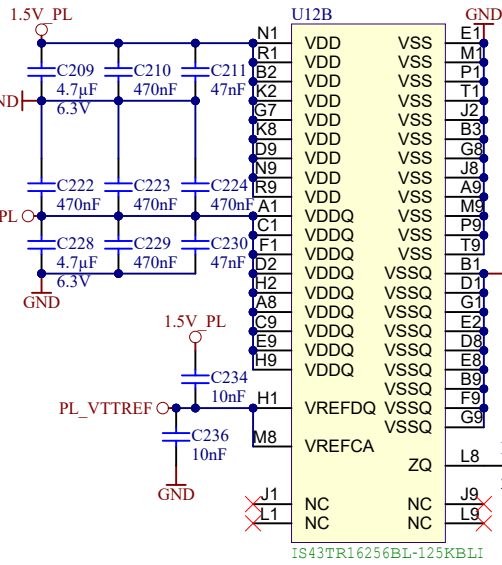 1.5V_PL
U12B
GND
N1 VDD VSS E1
R1 VDD VSS M1
B2 VDD VSS P1
K2 VDD VSS T1
G7 VDD VSS J2
K8 VDD VSS B3
D9 VDD VSS G8
N9 VDD VSS J8
R9 VDD VSS A9
A1 VDDQ VSS M9
C1 VDDQ VSS P9
F1 VDDQ VSS T9
D2 VDDQ VSSQ B1
H2 VDDQ VSSQ D1
A8 VDDQ VSSQ G1
C9 VDDQ VSSQ E2
E9 VDDQ VSSQ D8
H9 VDDQ VSSQ E8
VSSQ B9
H1 VREFDQ VSSQ F9
VSSQ G9
M8 VREFCA
ZQ L8
J1 NC NC J9
L1 NC NC L9
IS43TR16256BL-125KBLI
C209 C210 C211
4.7µF 470nF 47nF
6.3V
ND
C222 C223 C224
470nF 470nF 470nF
PL
C228 C229 C230
4.7µF 470nF 47nF
6.3V
GND
1.5V_PL
C234
10nF
PL_VTTREF
C236
10nF
GND